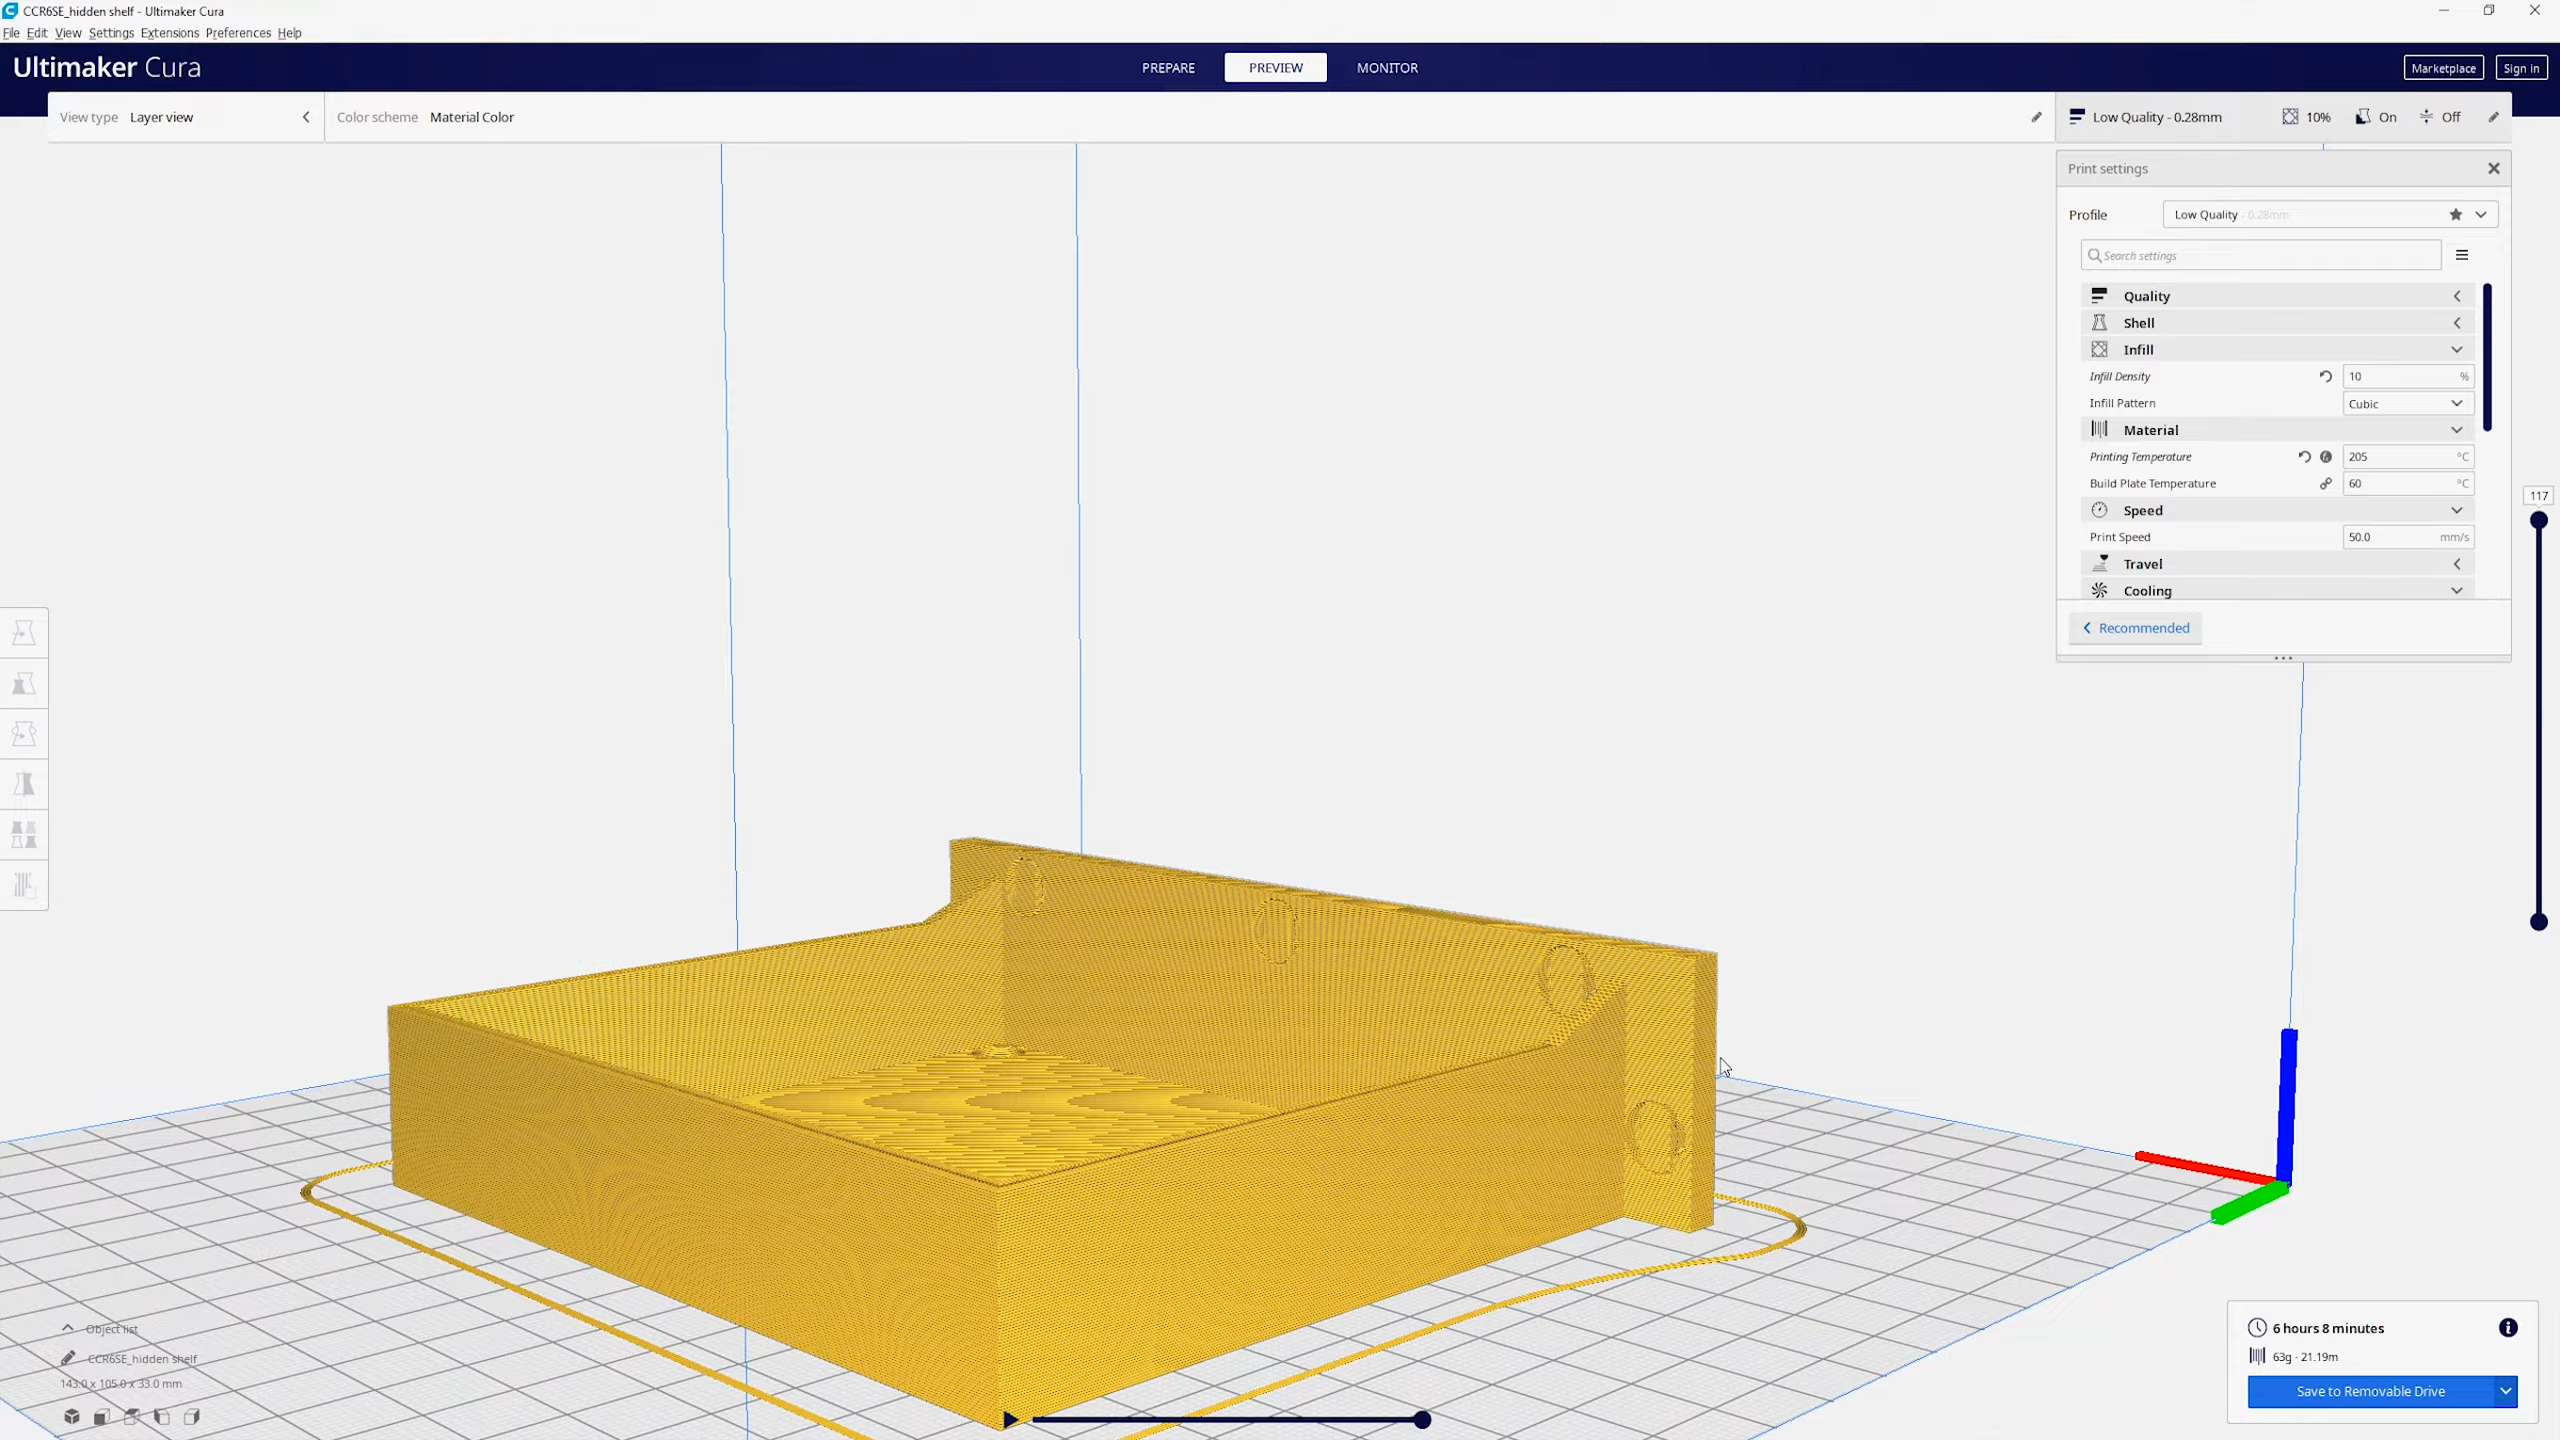 CCR6SE_hidden shelf - Ultimaker Cura
File Edit View Settings Extensions Preferences Help
Ultimaker Cura
PREPARE
PREVIEW
MONITOR
Marketplace
Sign in
View type Layer view
Color scheme Material Color
Low Quality - 0.28mm
10%
On
Off
Print settings
Profile
Low Quality - 0.28mm
Search settings
Quality
Shell
Infill
Infill Density 10 %
Infill Pattern Cubic
Material
Printing Temperature 205 °C
Build Plate Temperature 60 °C
117
Speed
Print Speed 50.0 mm/s
Travel
Cooling
Recommended
Object list
CCR6SE_hidden shelf
143.0 x 105.0 x 33.0 mm
6 hours 8 minutes
63g · 21.19m
Save to Removable Drive